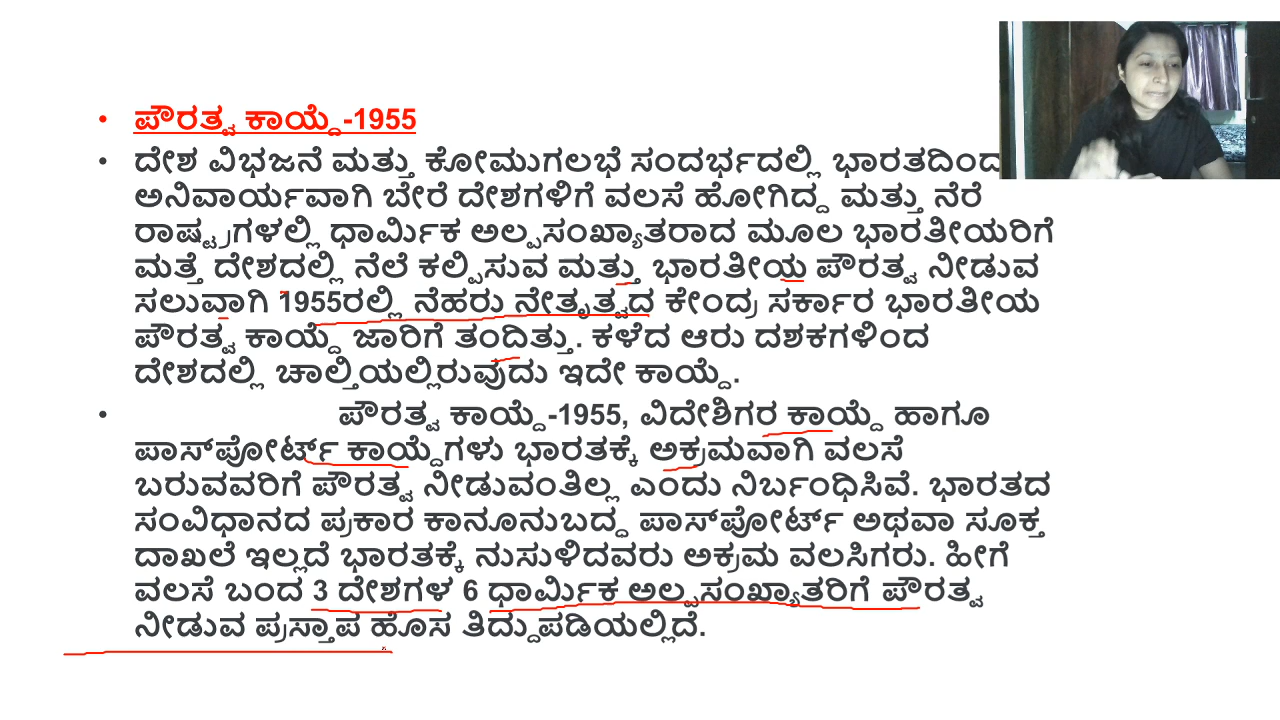 • ಪೌರತ್ವ ಕಾಯ್ದೆ-1955
• ದೇಶ ವಿಭಜನೆ ಮತ್ತು ಕೋಮುಗಲಭೆ ಸಂದರ್ಭದಲ್ಲಿ ಭಾರತದಿಂದ
ಅನಿವಾರ್ಯವಾಗಿ ಬೇರೆ ದೇಶಗಳಿಗೆ ವಲಸೆ ಹೋಗಿದ್ದ ಮತ್ತು ನೆರೆ
ರಾಷ್ಟ್ರಗಳಲ್ಲಿ ಧಾರ್ಮಿಕ ಅಲ್ಪಸಂಖ್ಯಾತರಾದ ಮೂಲ ಭಾರತೀಯರಿಗೆ
ಮತ್ತೆ ದೇಶದಲ್ಲಿ ನೆಲೆ ಕಲ್ಪಿಸುವ ಮತ್ತು ಭಾರತೀಯ ಪೌರತ್ವ ನೀಡುವ
ಸಲುವಾಗಿ 1955ರಲ್ಲಿ ನೆಹರು ನೇತೃತ್ವದ ಕೇಂದ್ರ ಸರ್ಕಾರ ಭಾರತೀಯ
ಪೌರತ್ವ ಕಾಯ್ದೆ ಜಾರಿಗೆ ತಂದಿತ್ತು. ಕಳೆದ ಆರು ದಶಕಗಳಿಂದ
ದೇಶದಲ್ಲಿ ಚಾಲ್ತಿಯಲ್ಲಿರುವುದು ಇದೇ ಕಾಯ್ದೆ.
• ಪೌರತ್ವ ಕಾಯ್ದೆ-1955, ವಿದೇಶಿಗರ ಕಾಯ್ದೆ ಹಾಗೂ
ಪಾಸ್‌ಪೋರ್ಟ್ ಕಾಯ್ದೆಗಳು ಭಾರತಕ್ಕೆ ಅಕ್ರಮವಾಗಿ ವಲಸೆ
ಬರುವವರಿಗೆ ಪೌರತ್ವ ನೀಡುವಂತಿಲ್ಲ ಎಂದು ನಿರ್ಬಂಧಿಸಿವೆ. ಭಾರತದ
ಸಂವಿಧಾನದ ಪ್ರಕಾರ ಕಾನೂನುಬದ್ಧ ಪಾಸ್‌ಪೋರ್ಟ್ ಅಥವಾ ಸೂಕ್ತ
ದಾಖಲೆ ಇಲ್ಲದೆ ಭಾರತಕ್ಕೆ ನುಸುಳಿದವರು ಅಕ್ರಮ ವಲಸಿಗರು. ಹೀಗೆ
ವಲಸೆ ಬಂದ 3 ದೇಶಗಳ 6 ಧಾರ್ಮಿಕ ಅಲ್ಪಸಂಖ್ಯಾತರಿಗೆ ಪೌರತ್ವ
ನೀಡುವ ಪ್ರಸ್ತಾಪ ಹೊಸ ತಿದ್ದುಪಡಿಯಲ್ಲಿದೆ.